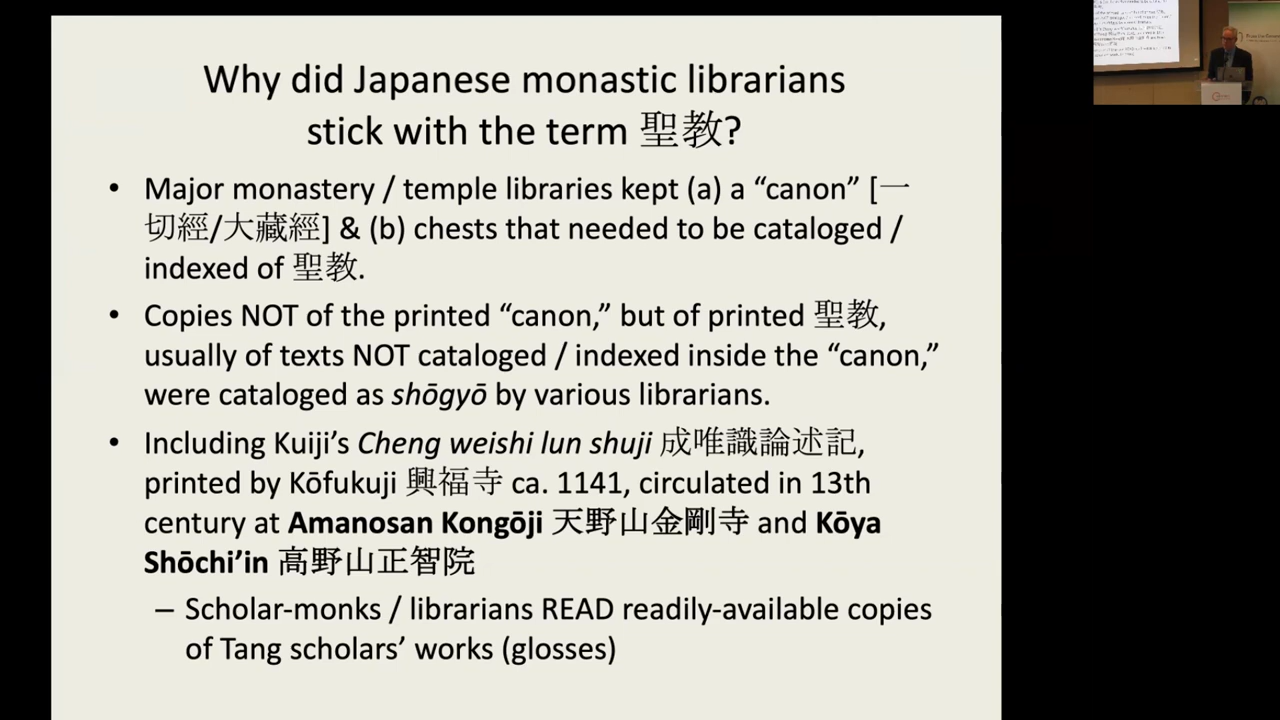 Why did Japanese monastic librarians
stick with the term 聖教?
• Major monastery / temple libraries kept (a) a “canon” [一
切經/大藏經] & (b) chests that needed to be cataloged /
indexed of 聖教.
• Copies NOT of the printed “canon,” but of printed 聖教,
usually of texts NOT cataloged / indexed inside the “canon,”
were cataloged as shōgyō by various librarians.
• Including Kuiji’s Cheng weishi lun shuji 成唯識論述記,
printed by Kōfukuji 興福寺 ca. 1141, circulated in 13th
century at Amanosan Kongōji 天野山金剛寺 and Kōya
Shōchi’in 高野山正智院
– Scholar-monks / librarians READ readily-available copies
of Tang scholars’ works (glosses)